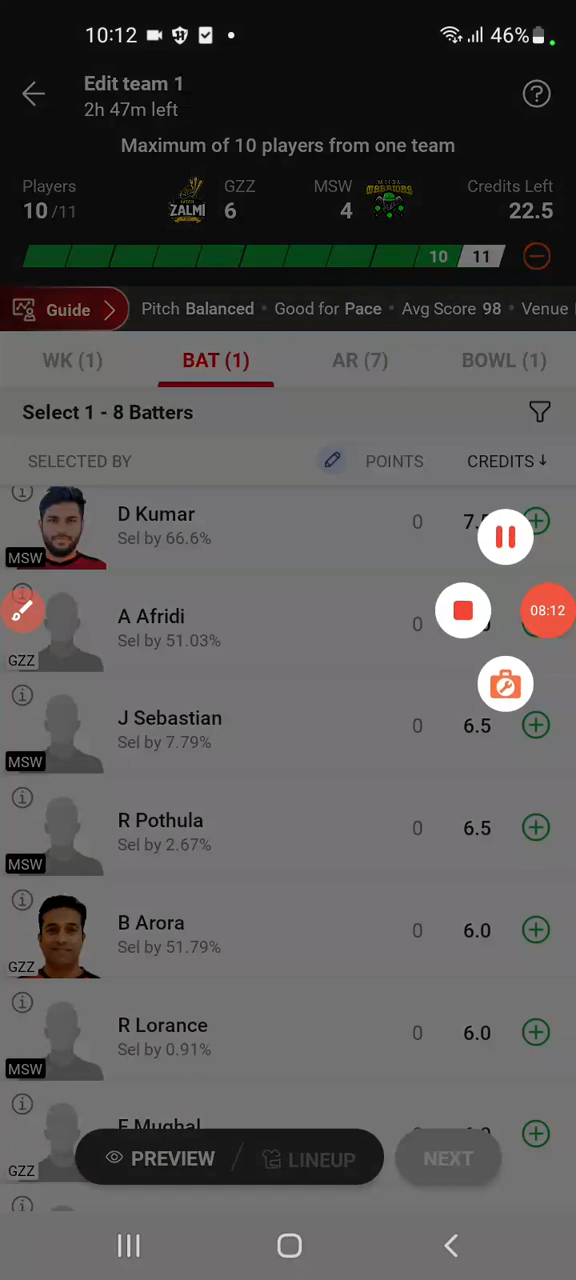 10:12 46%
Edit team 1
2h 47m left
Maximum of 10 players from one team
Players GZZ MSW Credits Left
10/11 ZALMI 6 4 WARRIORS 22.5
10 11
Guide Pitch Balanced • Good for Pace • Avg Score 98 • Venue
WK (1) BAT (1) AR (7) BOWL (1)
Select 1 - 8 Batters
SELECTED BY POINTS CREDITS
D Kumar 0 7.
Sel by 66.6%
MSW
A Afridi 0
Sel by 51.03%
08:12
GZZ
J Sebastian 0 6.5
Sel by 7.79%
MSW
R Pothula 0 6.5
Sel by 2.67%
MSW
B Arora 0 6.0
Sel by 51.79%
GZZ
R Lorance 0 6.0
Sel by 0.91%
MSW
GZZ
PREVIEW / LINEUP NEXT